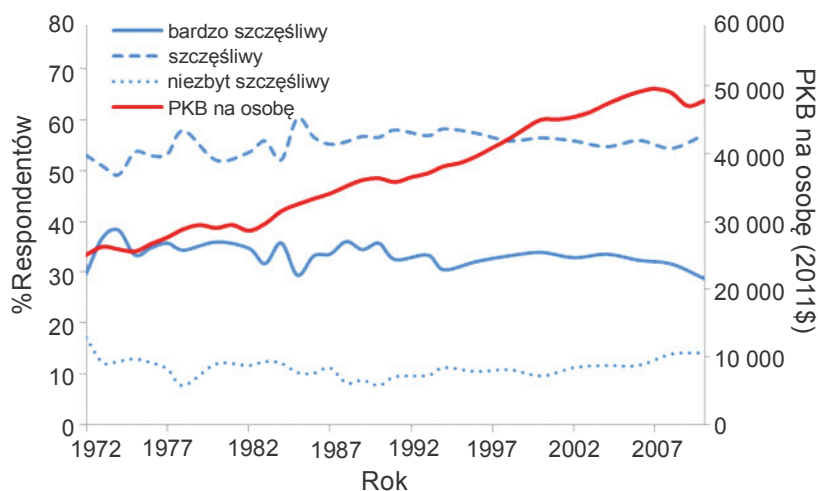 bardzo szczęśliwy
szczęśliwy
niezbyt szczęśliwy
PKB na osobę
%Respondentów
80
70
60
50
40
30
20
10
0
60 000
50 000
40 000
30 000
20 000
10 000
0
PKB na osobę (2011$)
1972 1977 1982 1987 1992 1997 2002 2007
Rok